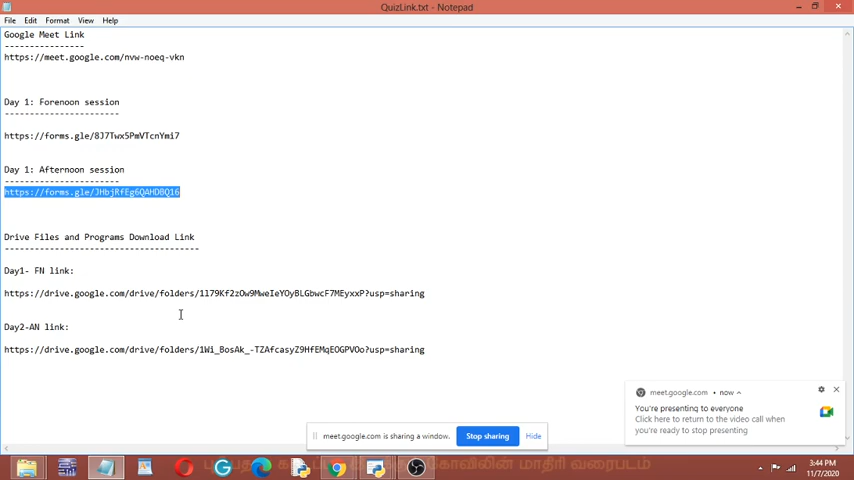 QuizLink.txt - Notepad
File Edit Format View Help
Google Meet Link
----------------
https://meet.google.com/nvw-noeq-vkn
Day 1: Forenoon session
-----------------------
https://forms.gle/8J7Twx5PmVTcnYmi7
Day 1: Afternoon session
-----------------------
https://forms.gle/JHbjRfEg6QAHDBQ16
Drive Files and Programs Download Link
---------------------------------------
Day1- FN link:
https://drive.google.com/drive/folders/1l79Kf2zOw9MweIeYOyBLGbwcF7MEyxxP?usp=sharing
Day2-AN link:
https://drive.google.com/drive/folders/1Wi_BosAk_-TZAfcasyZ9HfEMqEOGPVOo?usp=sharing
meet.google.com • now
You're presenting to everyone
Click here to return to the video call when
you're ready to stop presenting
meet.google.com is sharing a window. Stop sharing Hide
கோவிலின் மாதிரி வரைபடம்
3:44 PM
11/7/2020